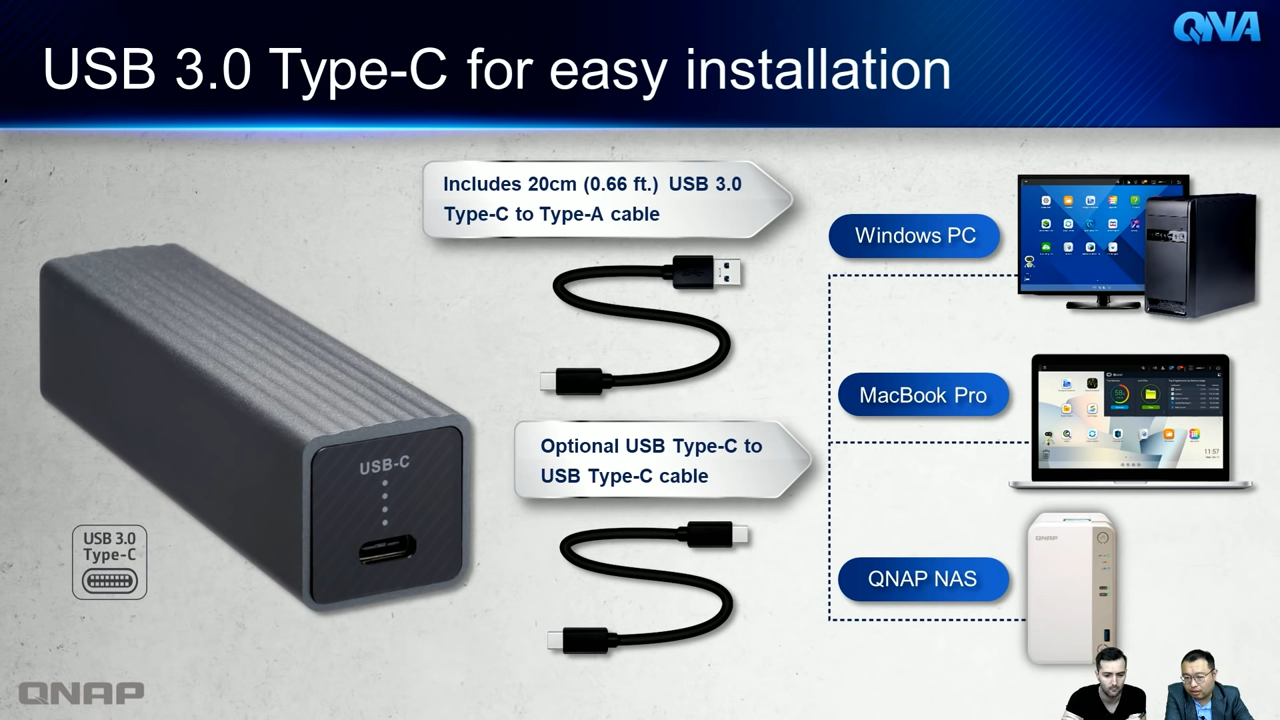 QNA
USB 3.0 Type-C for easy installation
Includes 20cm (0.66 ft.) USB 3.0
Type-C to Type-A cable
Windows PC
USB-C
MacBook Pro
11:57
Optional USB Type-C to
USB Type-C cable
USB 3.0
Type-C
QNAP
QNAP NAS
QNAP